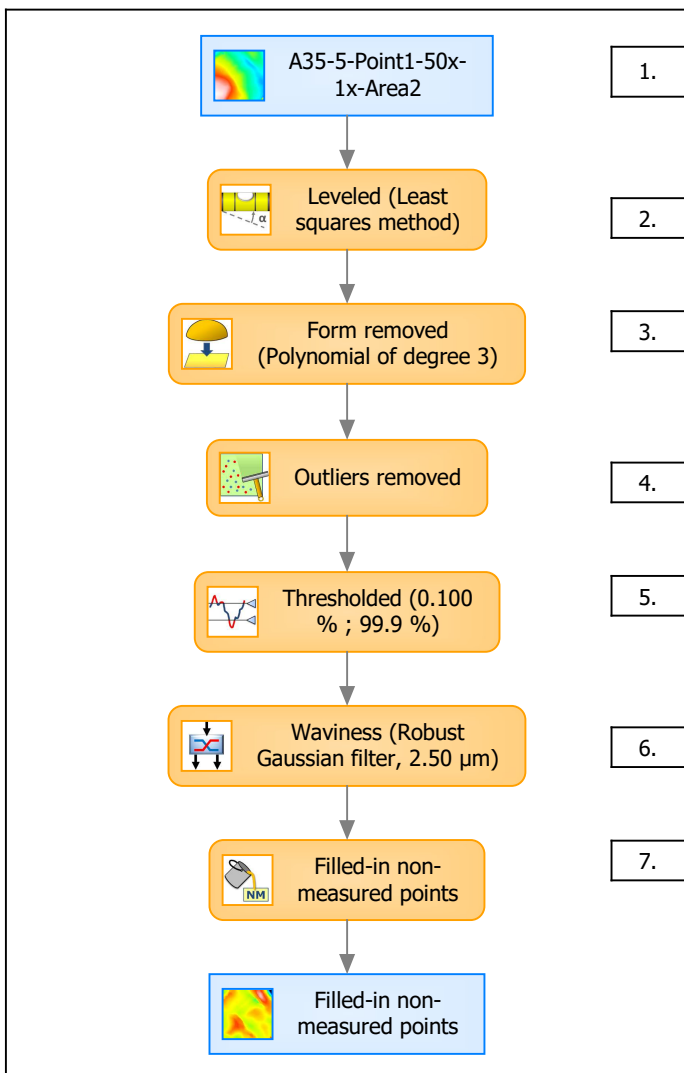 A35-5-Point1-50x-
1x-Area2
1.
α
Leveled (Least
squares method)
2.
Form removed
(Polynomial of degree 3)
3.
Outliers removed
4.
Thresholded (0.100
% ; 99.9 %)
5.
Waviness (Robust
Gaussian filter, 2.50 µm)
6.
Filled-in non-
measured points
NM
7.
Filled-in non-
measured points